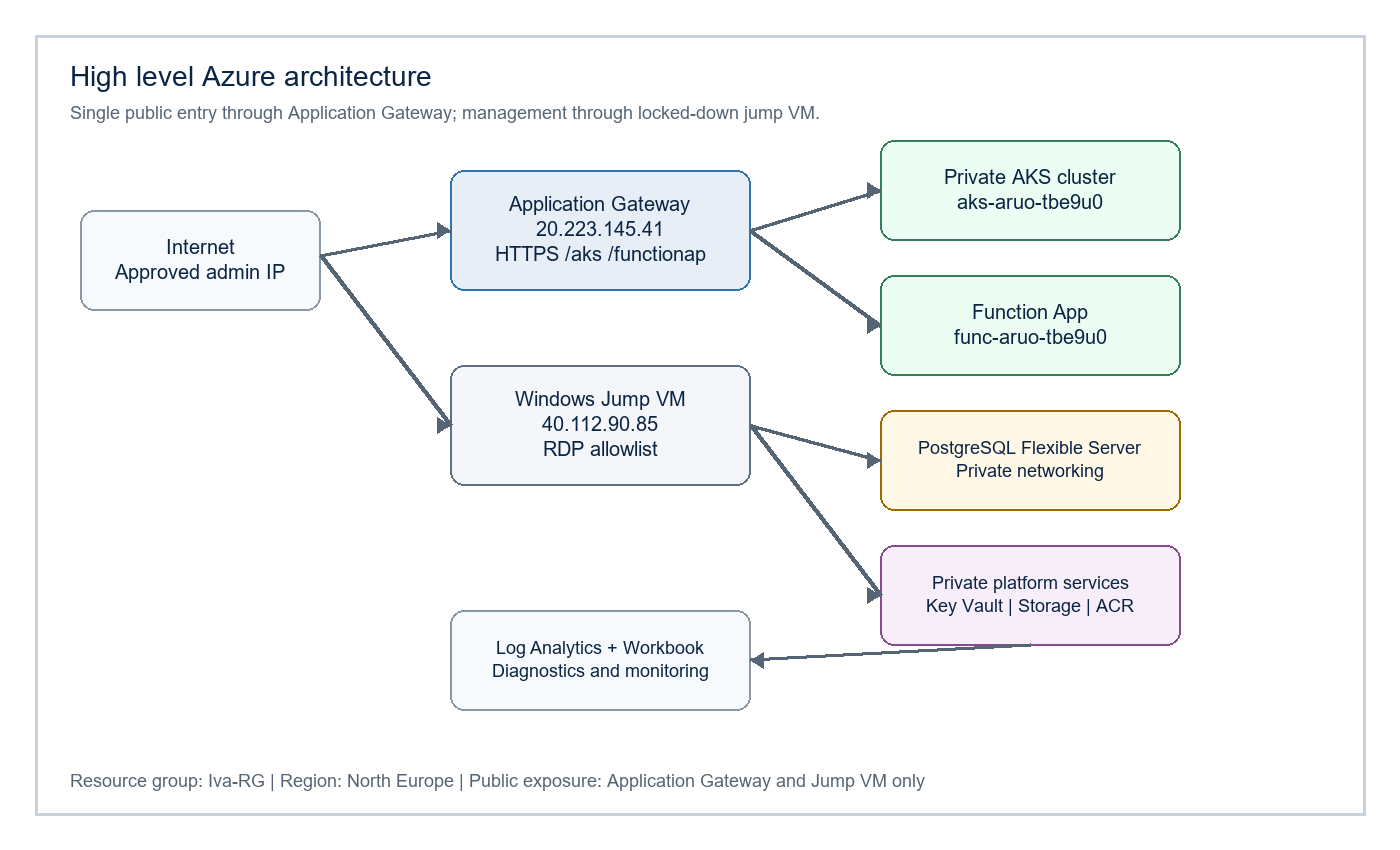 High level Azure architecture
Single public entry through Application Gateway; management through locked-down jump VM.
Internet
Approved admin IP
Application Gateway
20.223.145.41
HTTPS /aks /functionap
Private AKS cluster
aks-aruo-tbe9u0
Function App
func-aruo-tbe9u0
Windows Jump VM
40.112.90.85
RDP allowlist
PostgreSQL Flexible Server
Private networking
Private platform services
Key Vault | Storage | ACR
Log Analytics + Workbook
Diagnostics and monitoring
Resource group: Iva-RG | Region: North Europe | Public exposure: Application Gateway and Jump VM only